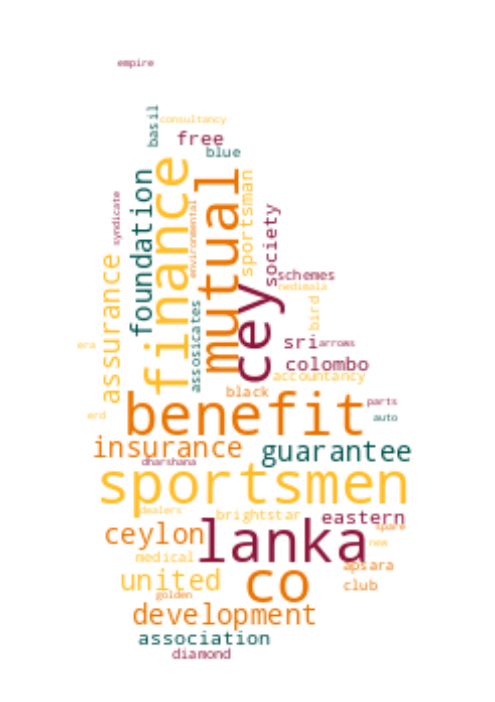 empire
basil
consultancy
free
blue
finance
mutual
foundation
sportsman
syndicate
environmental
society
cey
schemes
nedimala
assurance
bird
assosicates
era
sri
arrows
colombo
accountancy
black
benefit
parts
erd
auto
insurance
guarantee
dharshana
sportsmen
dealers
brightstar
eastern
spare
ceylon
lanka
new
medical
apsara
united
co
club
golden
development
association
diamond